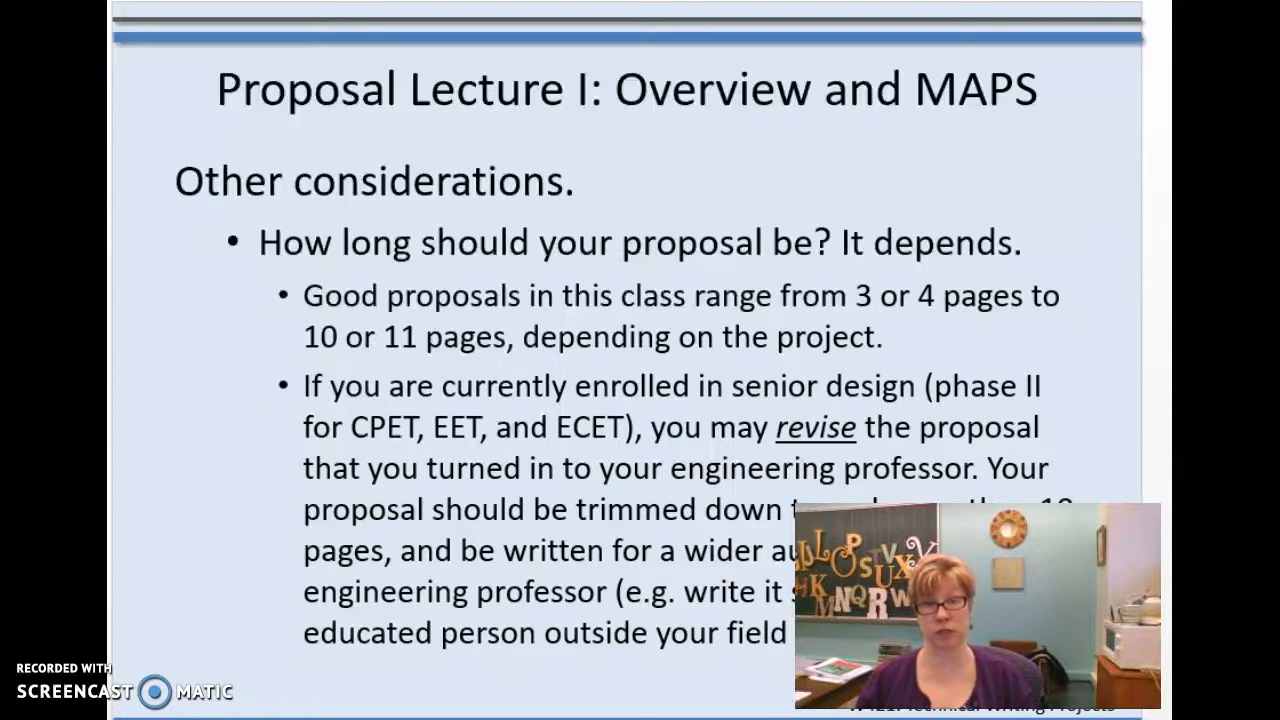 Proposal Lecture I: Overview and MAPS
Other considerations.
• How long should your proposal be? It depends.
• Good proposals in this class range from 3 or 4 pages to
10 or 11 pages, depending on the project.
• If you are currently enrolled in senior design (phase II
for CPET, EET, and ECET), you may revise the proposal
that you turned in to your engineering professor. Your
proposal should be trimmed down
pages, and be written for a wider
engineering professor (e.g. write it
educated person outside your field
Technical Writing Projects
RECORDED WITH
SCREENCAST MATIC